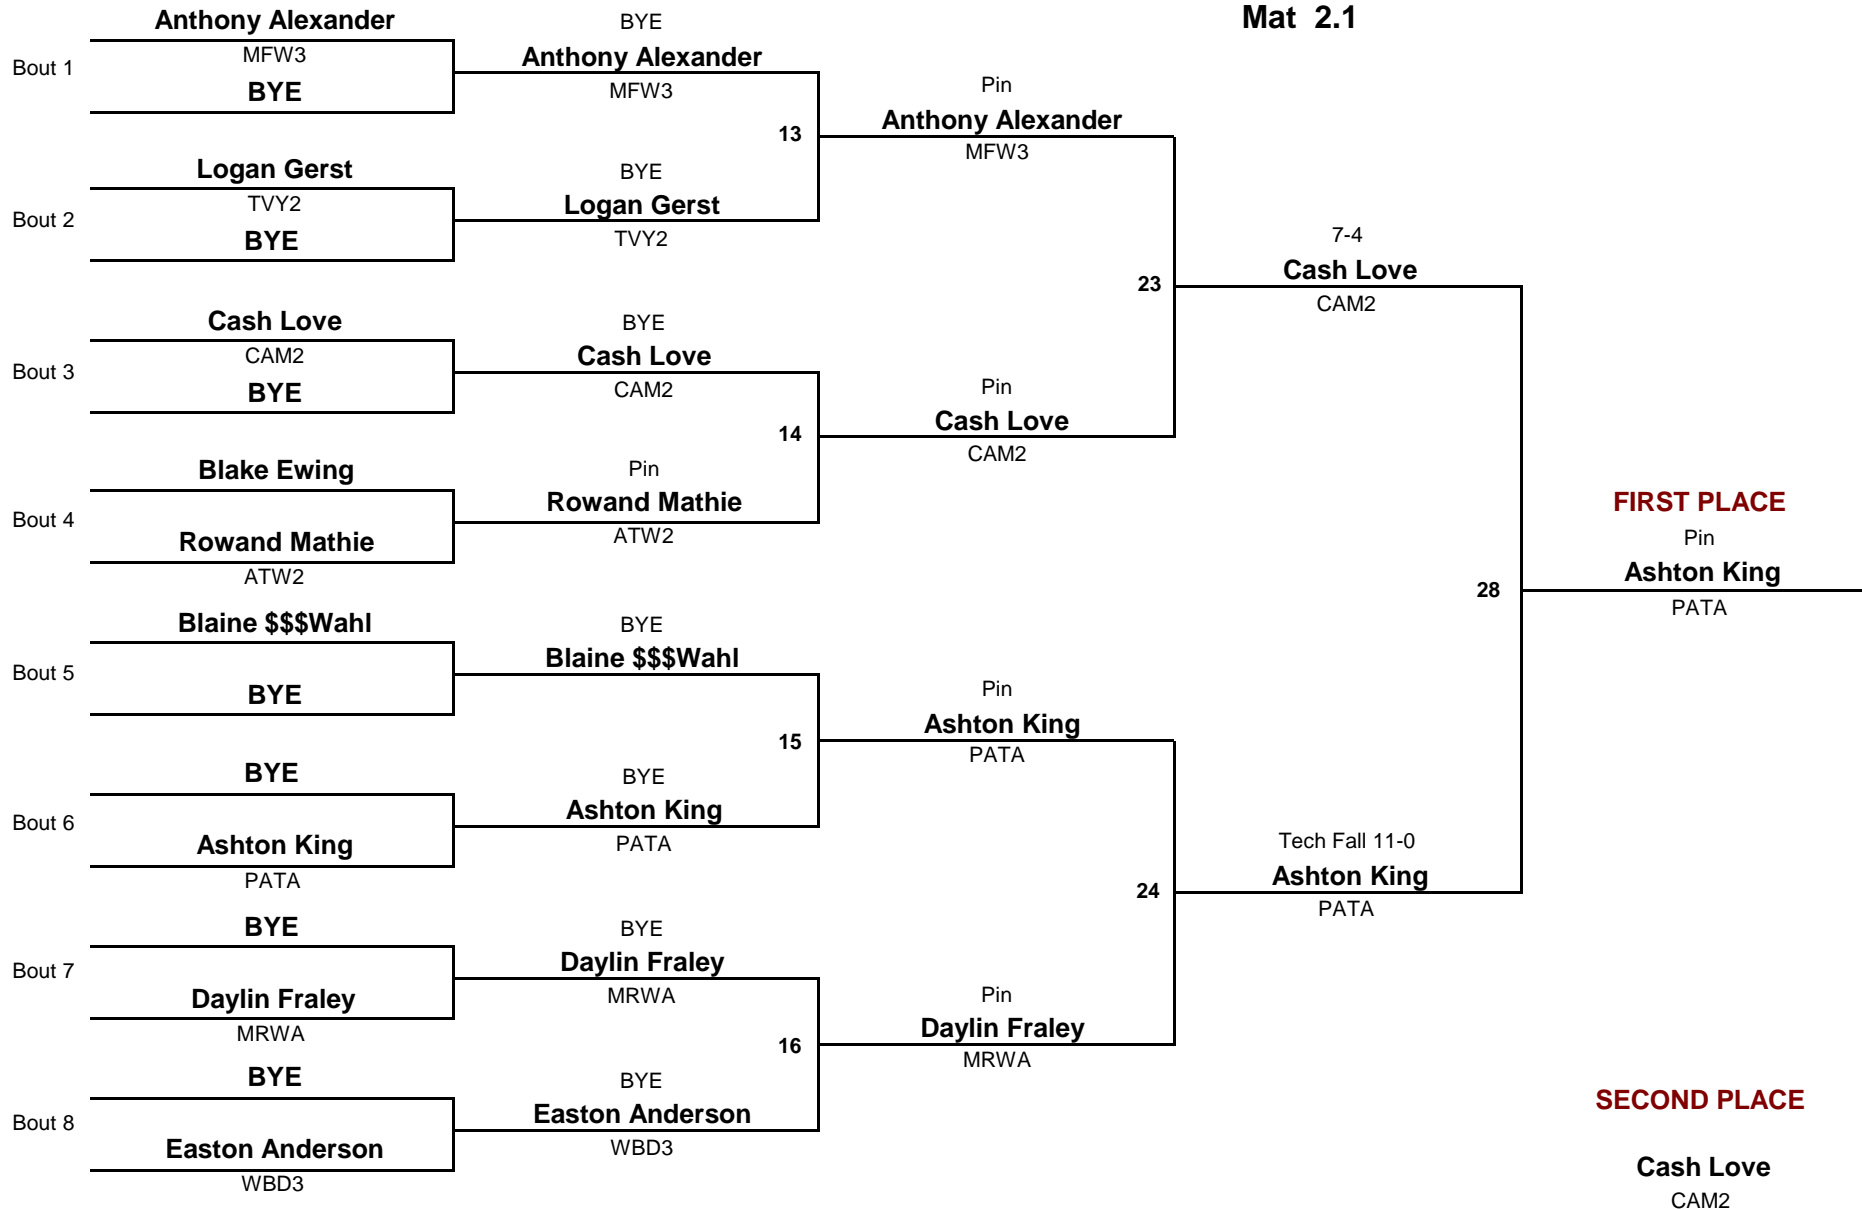 Mat 2.1
Anthony Alexander
Bout 1
MFW3
BYE
Logan Gerst
Bout 2
TVY2
BYE
Cash Love
Bout 3
CAM2
BYE
Blake Ewing
Bout 4
Rowand Mathie
ATW2
Blaine $$$Wahl
Bout 5
BYE
BYE
Bout 6
Ashton King
PATA
BYE
Bout 7
Daylin Fraley
MRWA
BYE
Bout 8
Easton Anderson
WBD3
BYE
Anthony Alexander
MFW3
13
BYE
Logan Gerst
TVY2
BYE
Cash Love
CAM2
14
Pin
Rowand Mathie
ATW2
BYE
Blaine $$$Wahl
15
BYE
Ashton King
PATA
BYE
Daylin Fraley
MRWA
16
BYE
Easton Anderson
WBD3
Pin
Anthony Alexander
MFW3
23
Pin
Cash Love
CAM2
Pin
Ashton King
PATA
24
Pin
Daylin Fraley
MRWA
7-4
Cash Love
CAM2
28
Tech Fall 11-0
Ashton King
PATA
FIRST PLACE
Pin
Ashton King
PATA
SECOND PLACE
Cash Love
CAM2